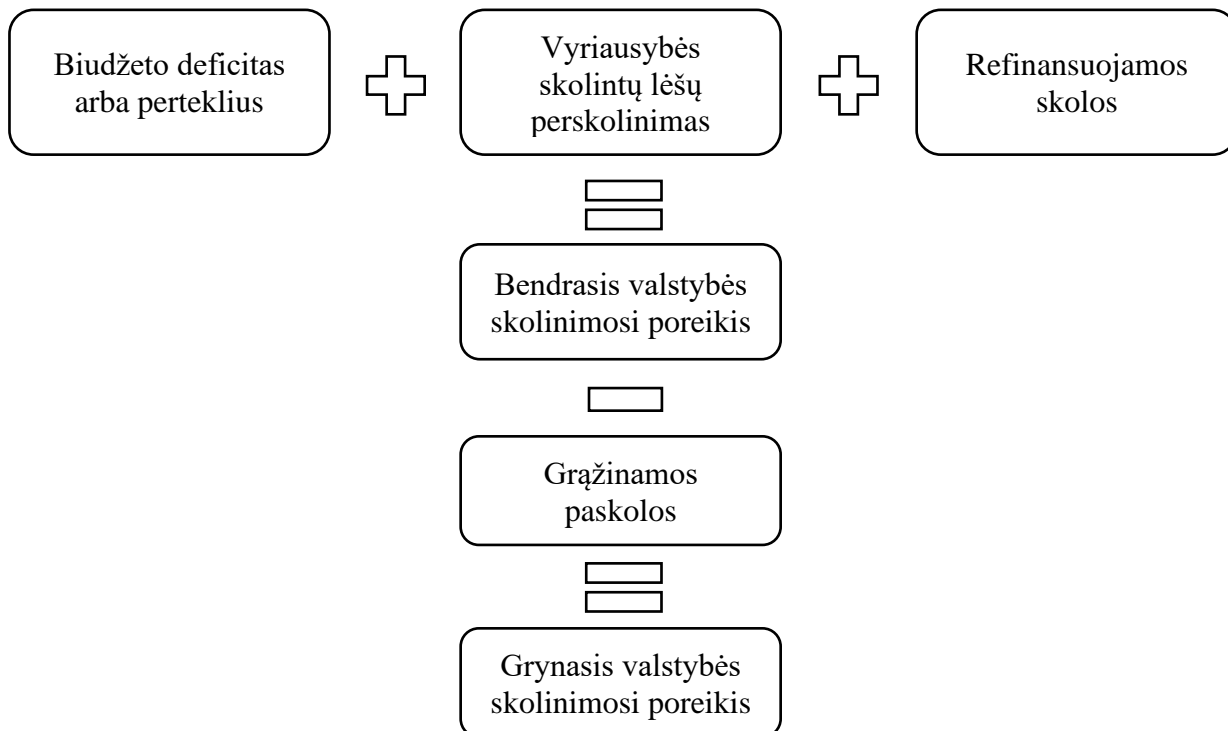 Biudžeto deficitas
arba perteklius
Vyriausybės
skolintų lėšų
perskolinimas
Refinansuojamos
skolos
Bendrasis valstybės
skolinimosi poreikis
Grąžinamos
paskolos
Grynasis valstybės
skolinimosi poreikis